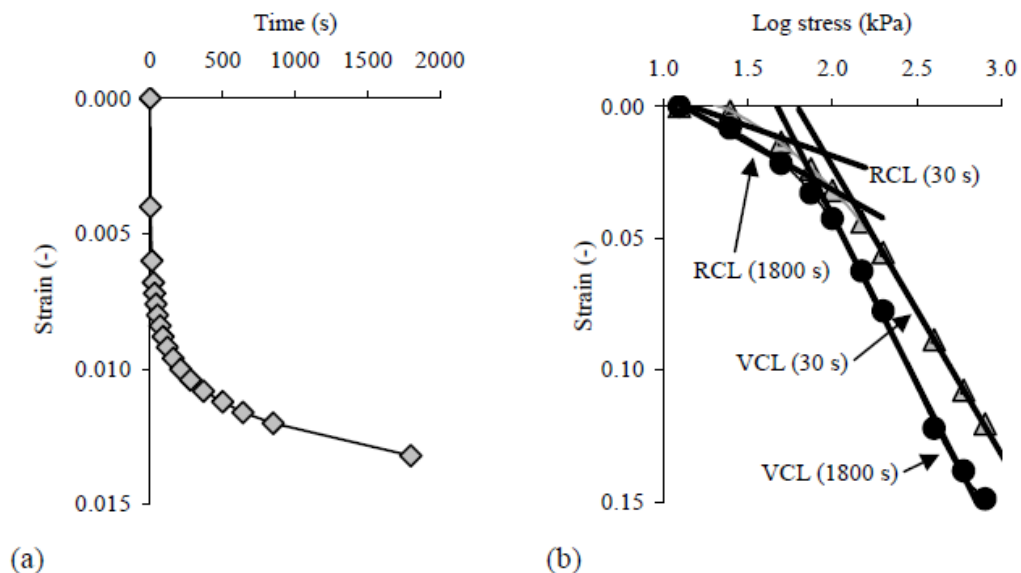 Time (s)
0 500 1000 1500 2000
0.000
0.005
0.010
0.015
Strain (-)
(a)
Log stress (kPa)
1.0 1.5 2.0 2.5 3.0
0.00
0.05
0.10
0.15
Strain (-)
RCL (30 s)
RCL (1800 s)
VCL (30 s)
VCL (1800 s)
(b)